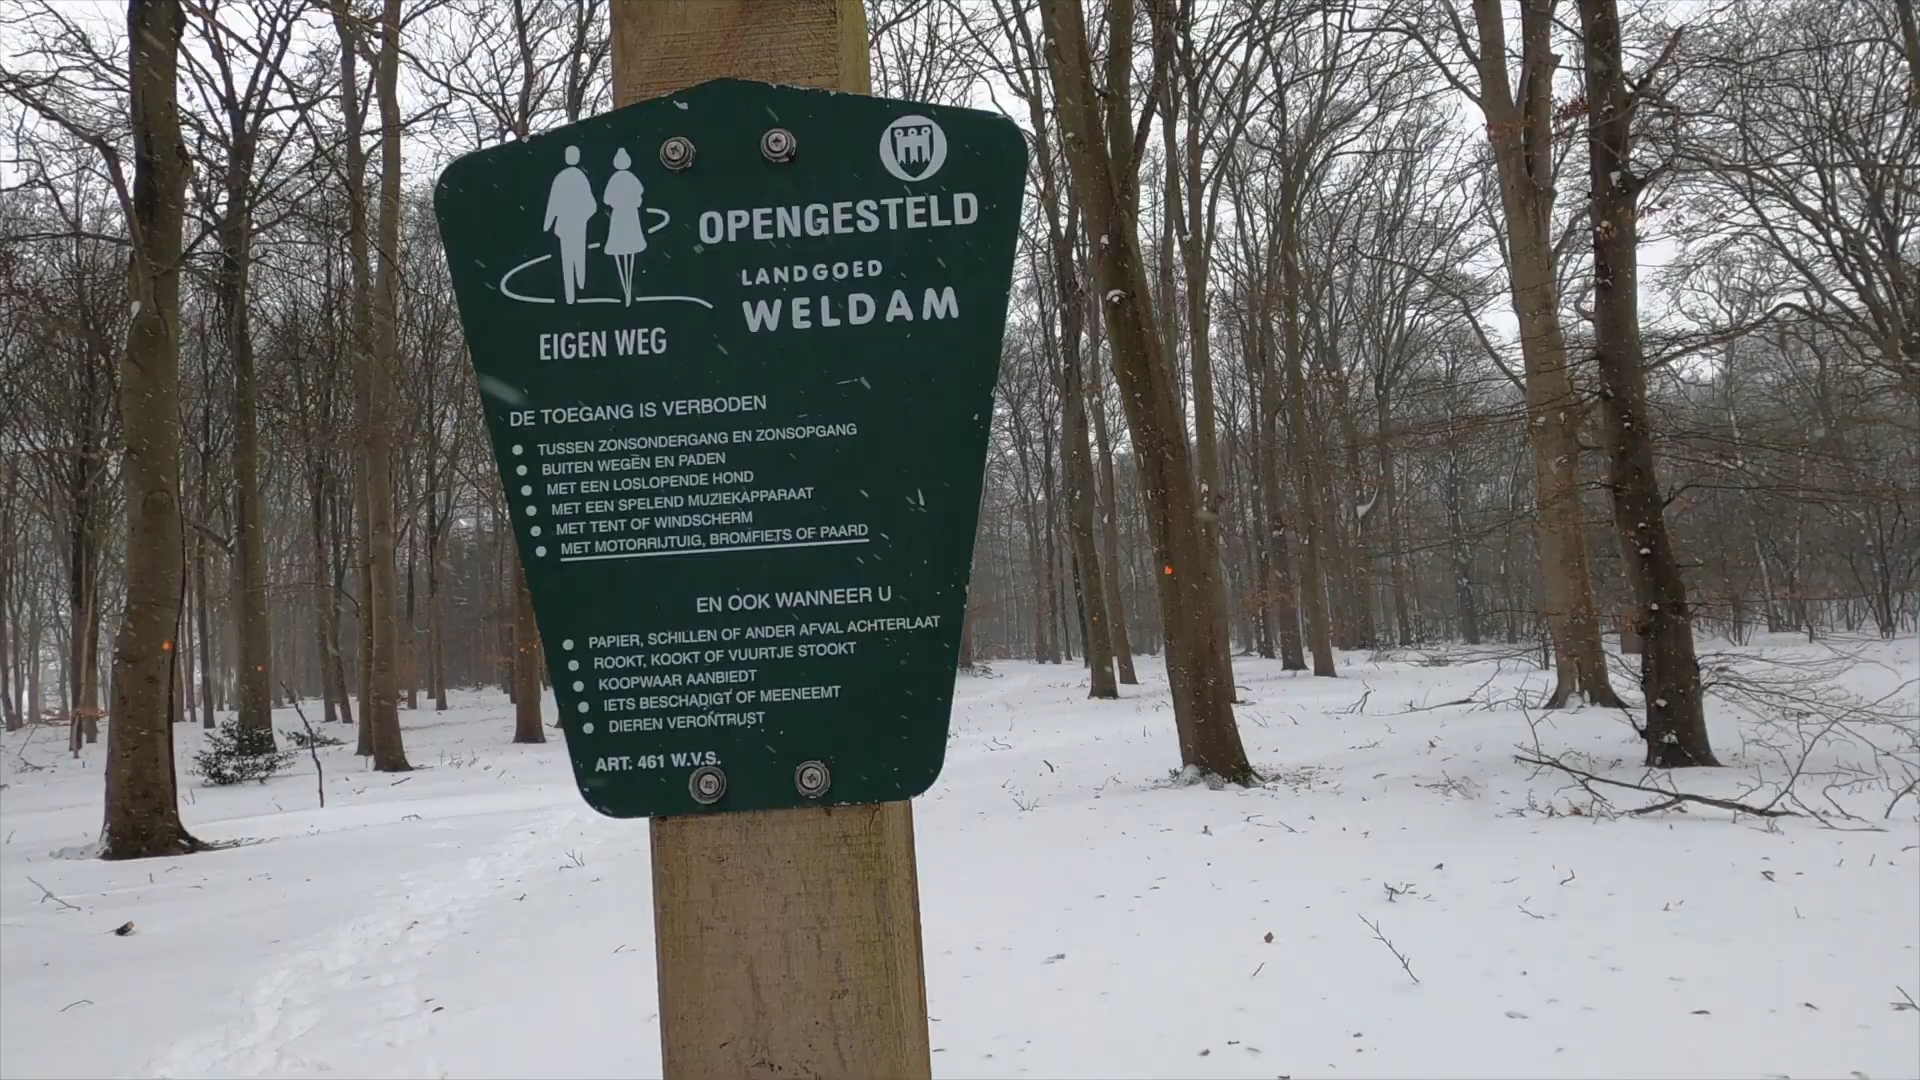 OPENGESTELD
LANDGOED
WELDAM
EIGEN WEG
DE TOEGANG IS VERBODEN
TUSSEN ZONSONDERGANG EN ZONSOPGANG
BUITEN WEGEN EN PADEN
MET EEN LOSLOPENDE HOND
MET EEN SPELEND MUZIEKAPPARAAT
MET TENT OF WINDSCHERM
MET MOTORRIJTUIG, BROMFIETS OF PAARD
EN OOK WANNEER U
PAPIER, SCHILLEN OF ANDER AFVAL ACHTERLAAT
ROOKT, KOOKT OF VUURTJE STOOKT
KOOPWAAR AANBIEDT
IETS BESCHADIGT OF MEENEEMT
DIEREN VERONTRUST
ART. 461 W.V.S.